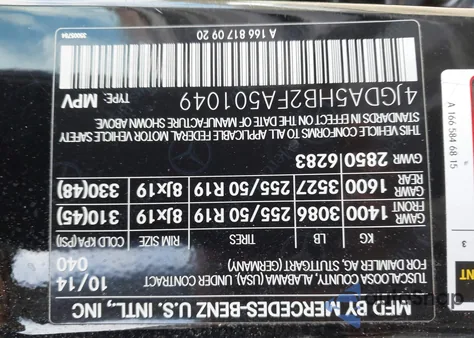 MFD BY MERCEDES-BENZ U.S. INTL., INC
TUSCALOOSA COUNTY, ALABAMA (USA) UNDER CONTRACT
FOR DAIMLER AG, STUTTGART (GERMANY)
10/14
040
KG LB TIRES RIM SIZE COLD KPA(PSI)
GAWR
FRONT 1400 3086 255/50 R19 8Jx19 310(45)
GAWR
REAR 1600 3527 255/50 R19 8Jx19 330(48)
GVWR 2850 6283
THIS VEHICLE CONFORMS TO ALL APPLICABLE FEDERAL MOTOR VEHICLE SAFETY
STANDARDS IN EFFECT ON THE DATE OF MANUFACTURE SHOWN ABOVE.
4JGDA5HB2FA501049 TYPE: MPV
A 166 817 09 20
A 166 584 68 15
3